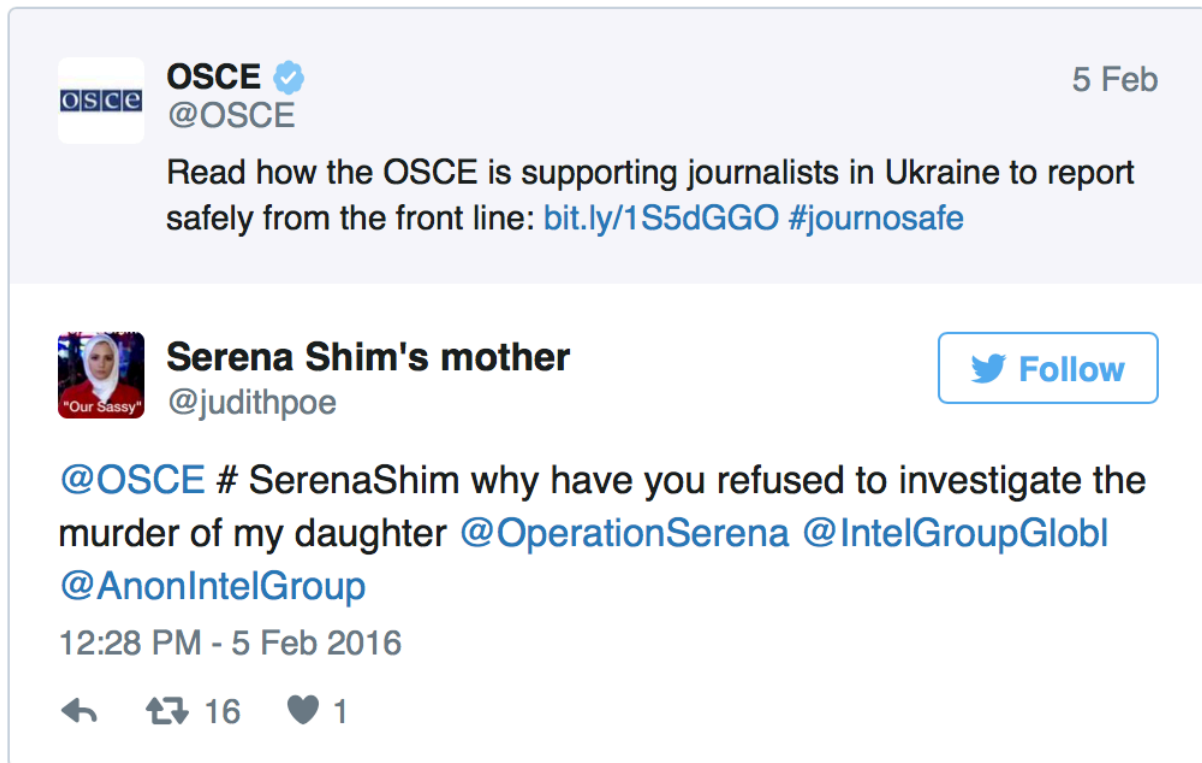 OSCE
5 Feb
osce
@OSCE
Read how the OSCE is supporting journalists in Ukraine to report
safely from the front line: bit.ly/1S5dGGO #journosafe
Serena Shim's mother
Follow
@judithpoe
"Our Sassy"
@OSCE # SerenaShim why have you refused to investigate the
murder of my daughter @OperationSerena @IntelGroupGlobl
@AnonIntelGroup
12:28 PM - 5 Feb 2016
16 1